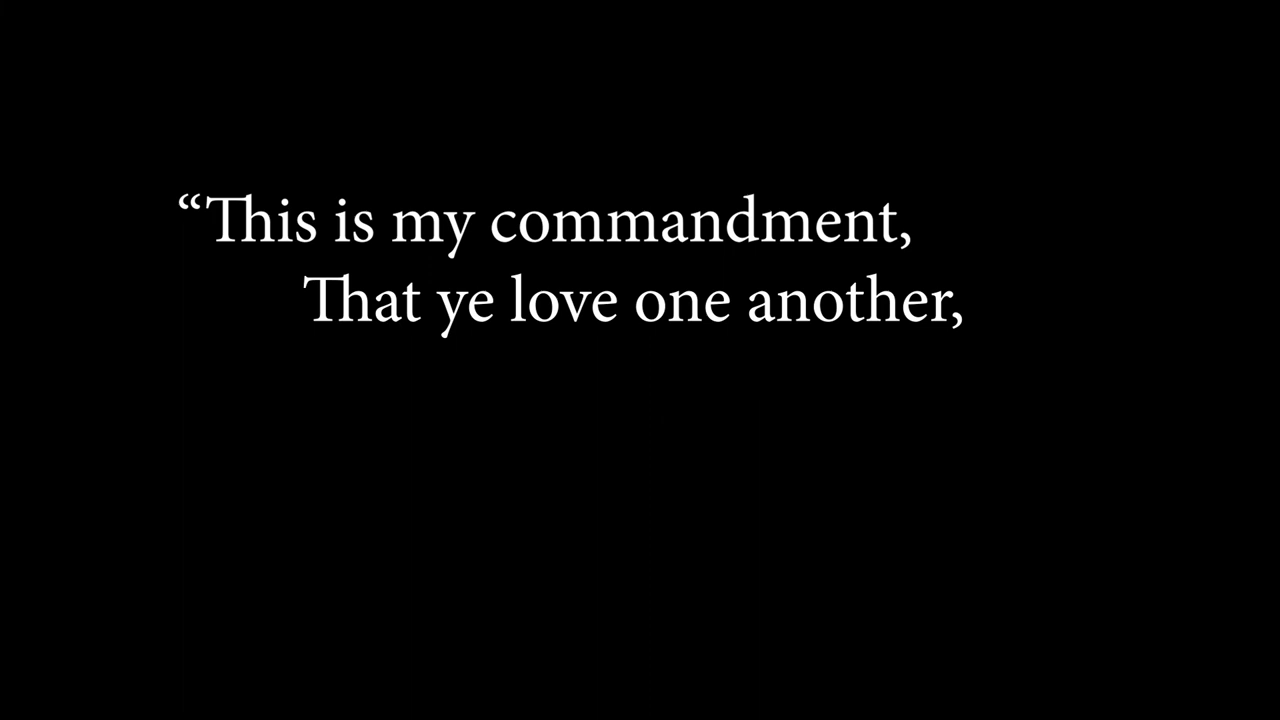 “This is my commandment,
That ye love one another,